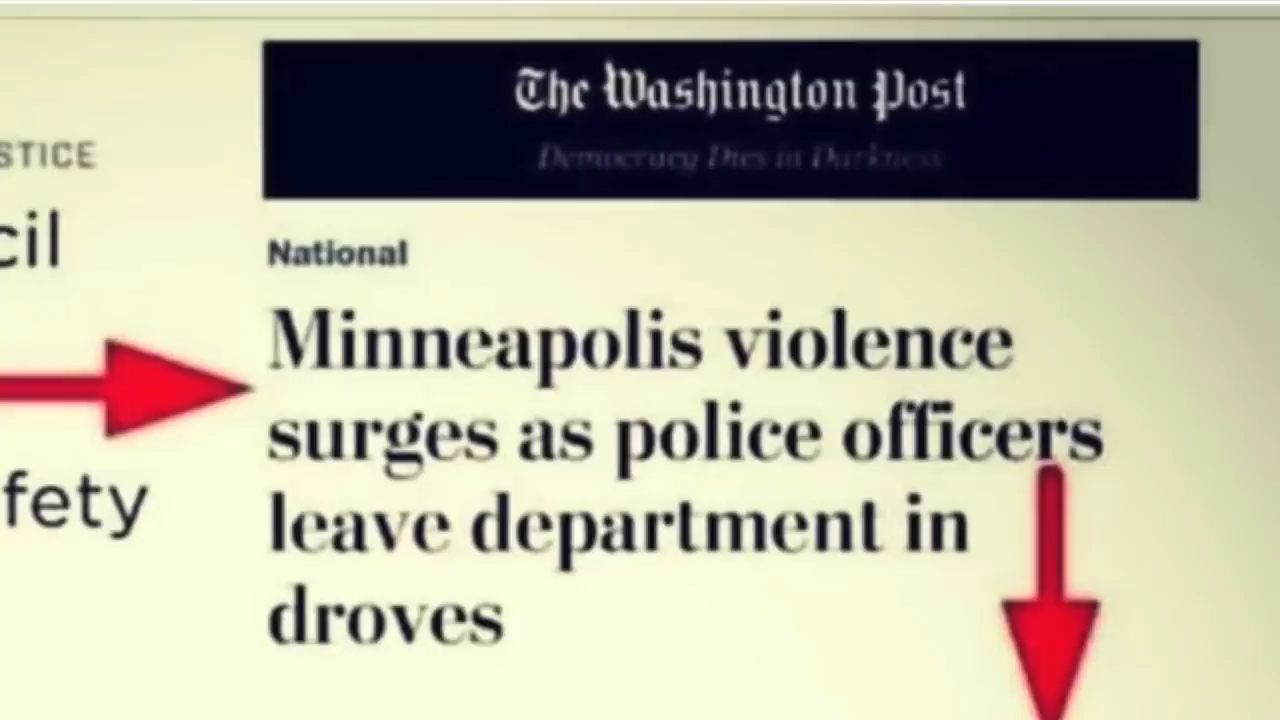 STICE
cil
fety
The Washington Post
Democracy Dies in Darkness
National
Minneapolis violence
surges as police officers
leave department in
droves